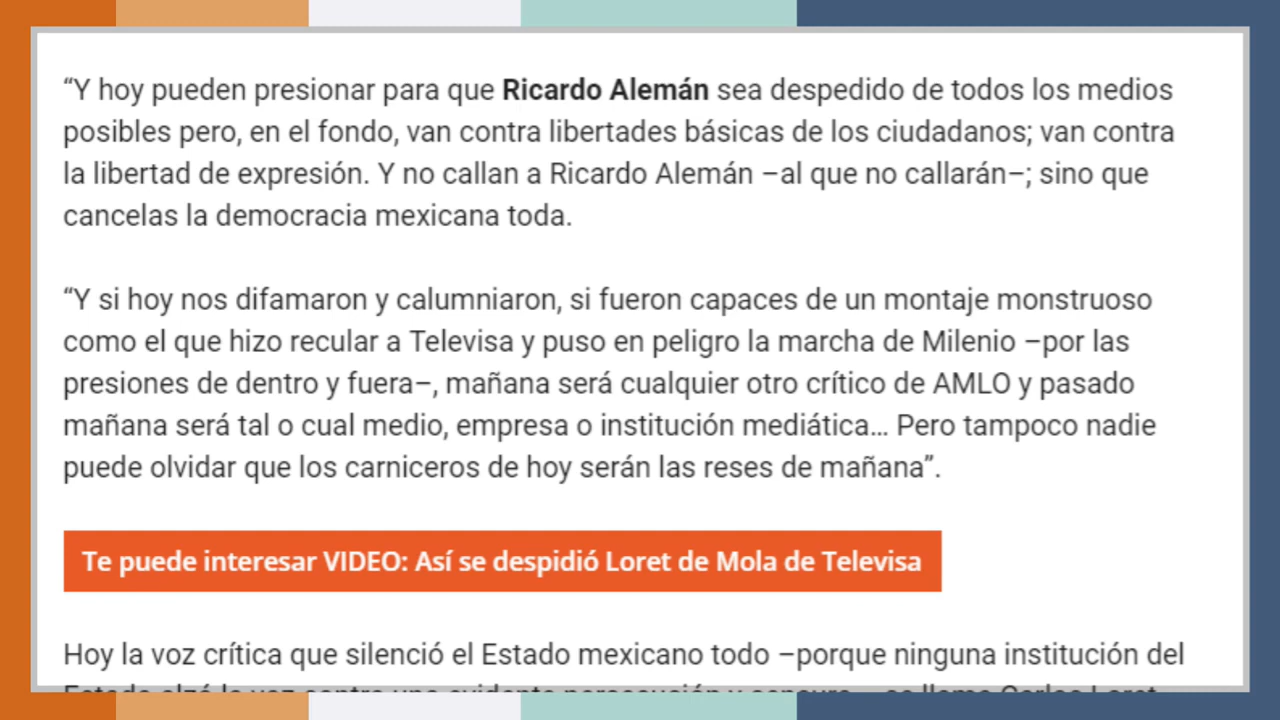 “Y hoy pueden presionar para que Ricardo Alemán sea despedido de todos los medios
posibles pero, en el fondo, van contra libertades básicas de los ciudadanos; van contra
la libertad de expresión. Y no callan a Ricardo Alemán –al que no callarán–; sino que
cancelas la democracia mexicana toda.
“Y si hoy nos difamaron y calumniaron, si fueron capaces de un montaje monstruoso
como el que hizo recular a Televisa y puso en peligro la marcha de Milenio –por las
presiones de dentro y fuera–, mañana será cualquier otro crítico de AMLO y pasado
mañana será tal o cual medio, empresa o institución mediática… Pero tampoco nadie
puede olvidar que los carniceros de hoy serán las reses de mañana”.
Te puede interesar VIDEO: Así se despidió Loret de Mola de Televisa
Hoy la voz crítica que silenció el Estado mexicano todo –porque ninguna institución del